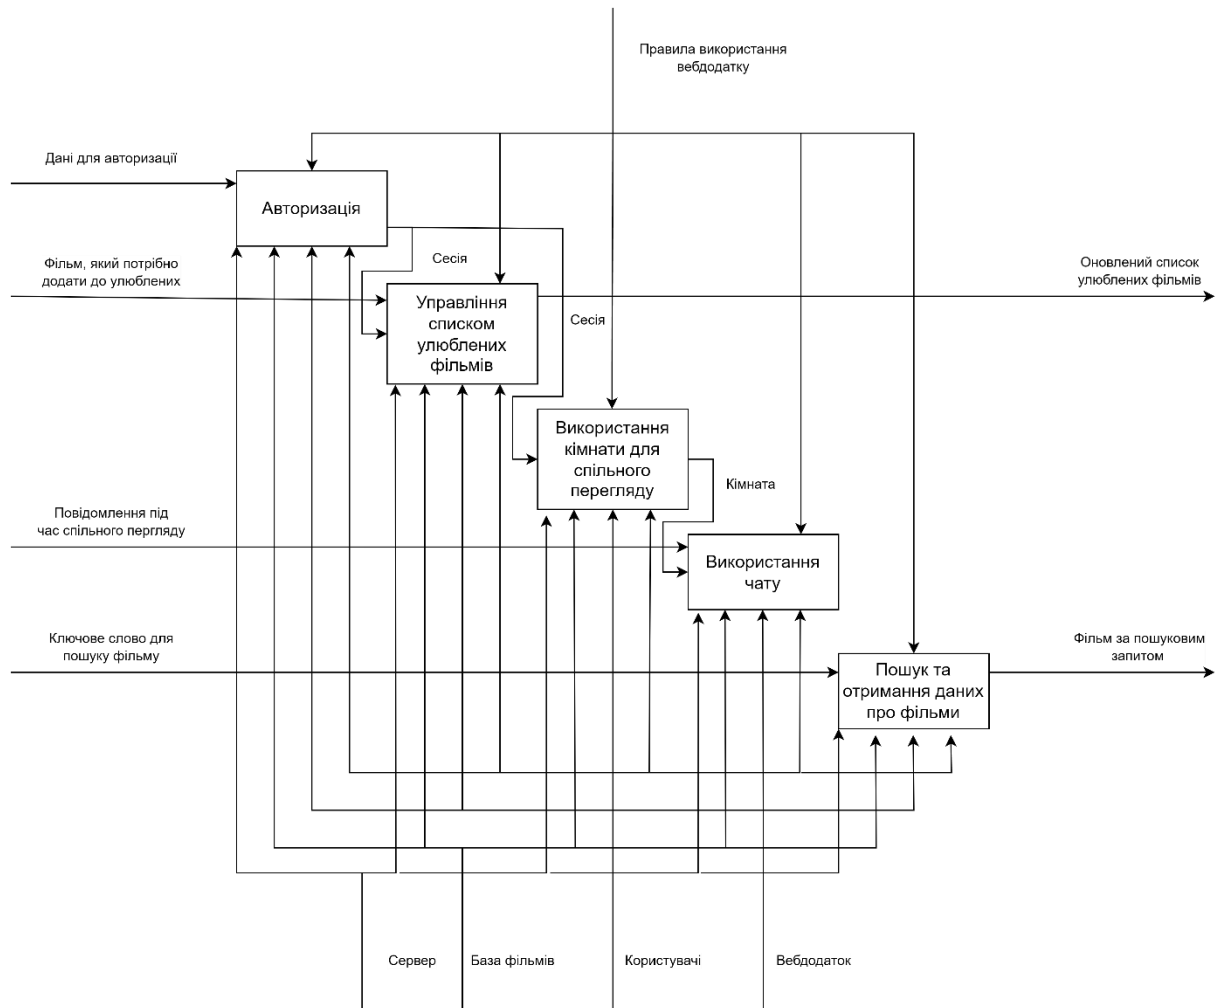 Правила використання
вебдодатку
Дані для авторизації
Авторизація
Фільм, який потрібно
додати до улюблених
Сесія
Оновлений список
улюблених фільмів
Управління
списком
улюблених
фільмів
Сесія
Використання
кімнати для
спільного
перегляду
Кімната
Повідомлення під
час спільного пергляду
Використання
чату
Ключове слово для
пошуку фільму
Фільм за пошуковим
запитом
Пошук та
отримання даних
про фільми
Сервер
База фільмів
Користувачі
Вебдодаток